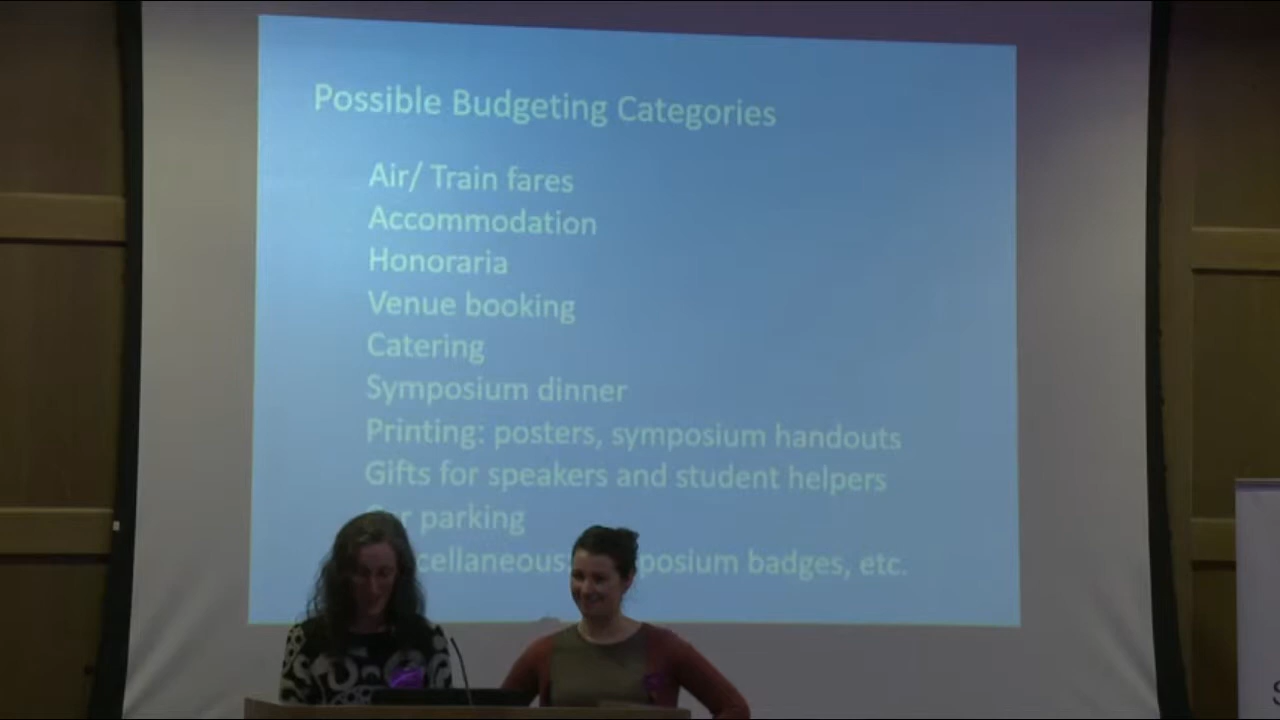 Possible Budgeting Categories
Air/ Train fares
Accommodation
Honoraria
Venue booking
Catering
Symposium dinner
Printing: posters, symposium handouts
Gifts for speakers and student helpers
parking
badges, etc.